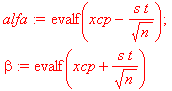 alfa := evalf(xcp − s t / √n);
β := evalf(xcp + s t / √n)